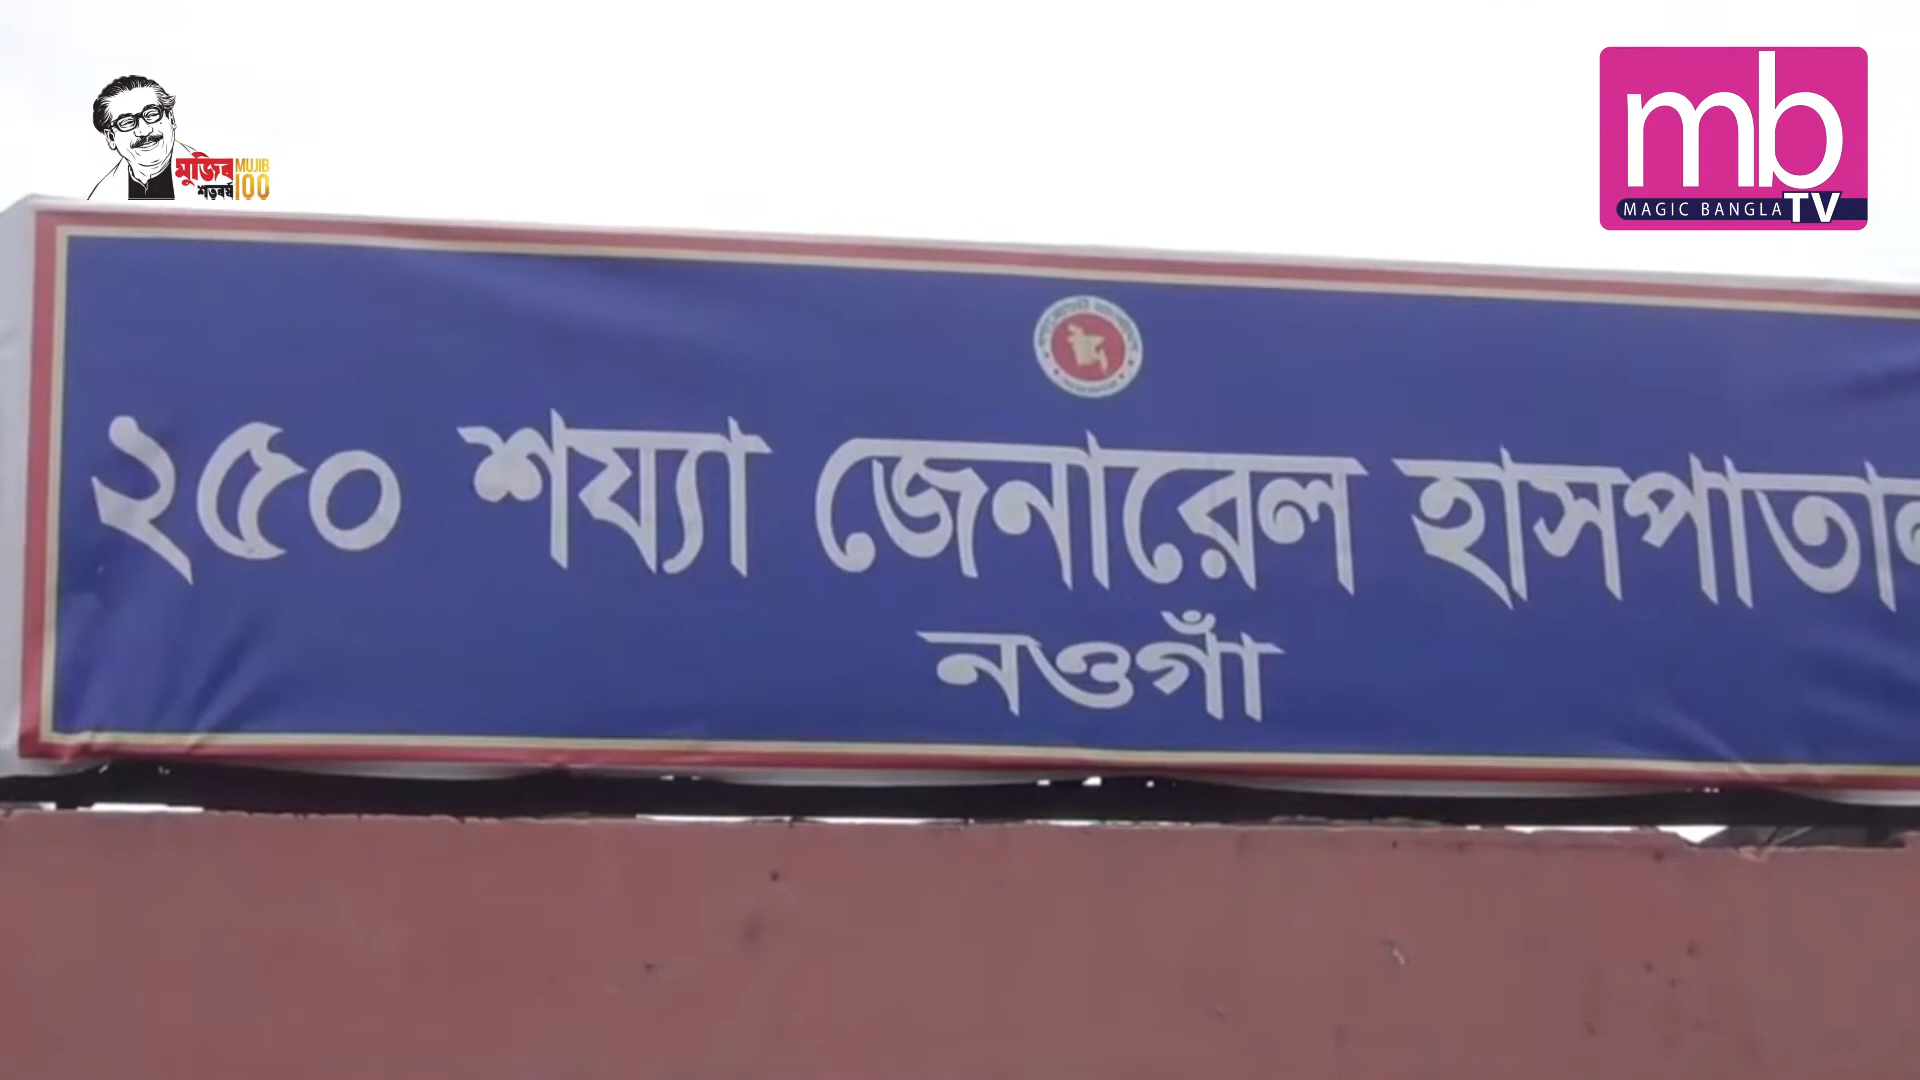 মুজিব MUJIB
শতবর্ষ 100
mb
MAGIC BANGLA TV
২৫০ শয্যা জেনারেল হাসপাতাল
নওগাঁ